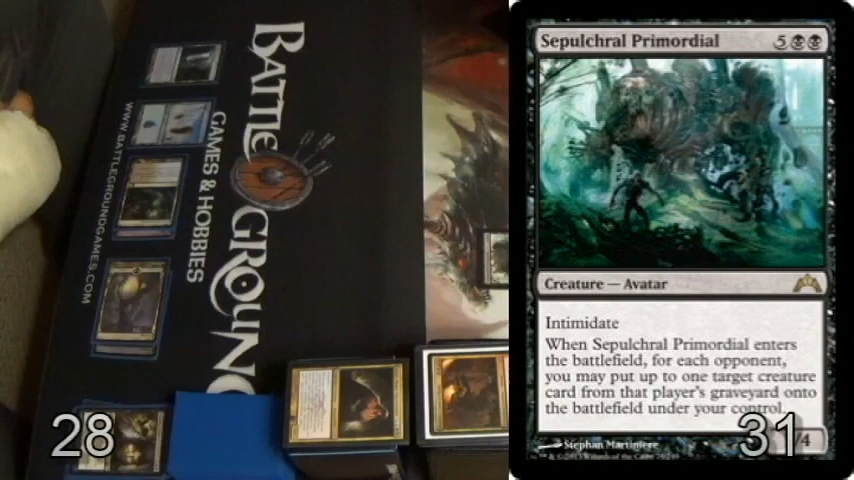 BATTLEGROUND
GAMES & HOBBIES
WWW.BATTLEGROUNDGAMES.COM
28
Sepulchral Primordial 5
Creature — Avatar
Intimidate
When Sepulchral Primordial enters
the battlefield, for each opponent,
you may put up to one target creature
card from that player's graveyard onto
the battlefield under your control.
31
/4
Stephan Martiniere